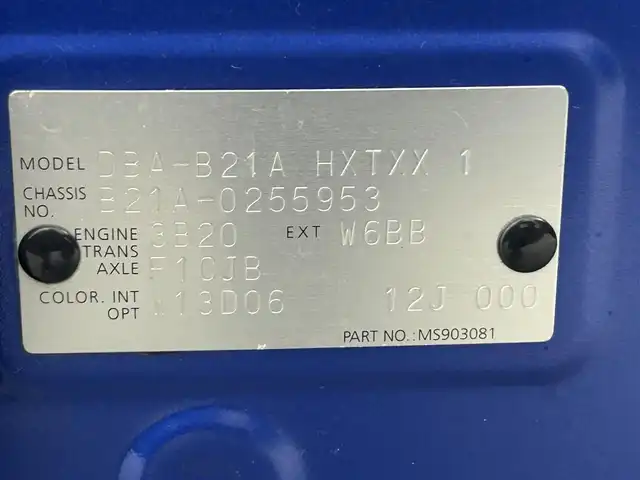 MODEL DBA-B21A HXTXX 1
CHASSIS NO. B21A-0255953
ENGINE 3B20 EXT W6BB
TRANS AXLE F1CJB
COLOR. INT OPT 13D06 12J 000
PART NO.:MS903081